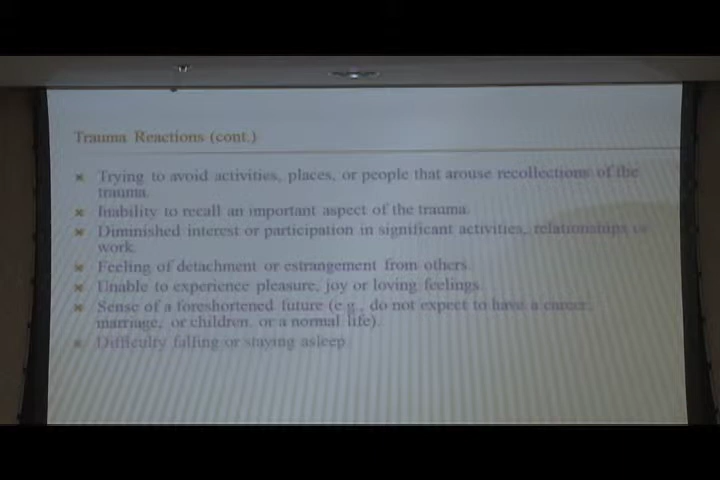 Trauma Reactions (cont.)
Trying to avoid activities, places, or people that arouse recollections of the
trauma.
Inability to recall an important aspect of the trauma.
Diminished interest or participation in significant activities, relationships or
work.
Feeling of detachment or estrangement from others.
Unable to experience pleasure, joy or loving feelings.
Sense of a foreshortened future (e.g., do not expect to have a career,
marriage, or children, or a normal life).
Difficulty falling or staying asleep.